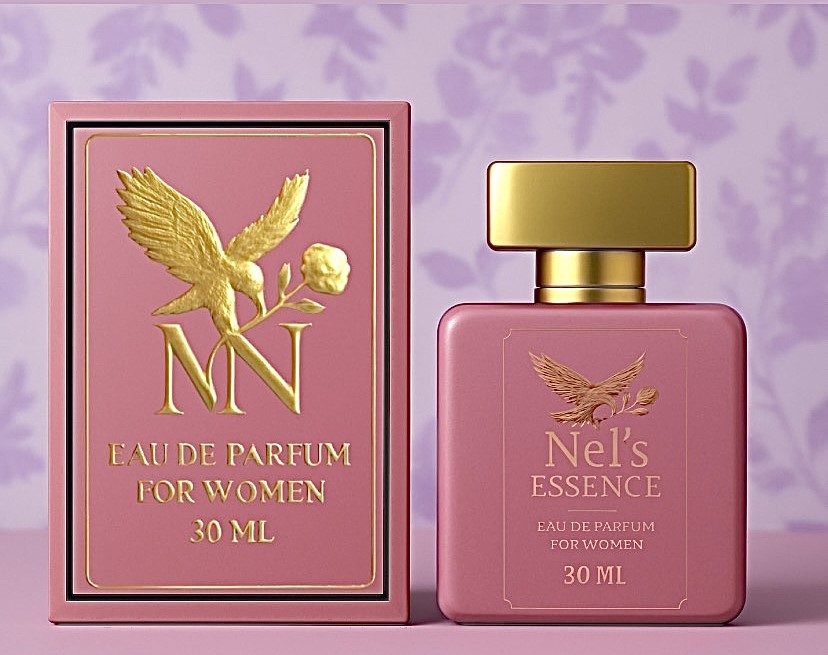 NN
EAU DE PARFUM
FOR WOMEN
30 ML
Nel's
ESSENCE
EAU DE PARFUM
FOR WOMEN
30 ML